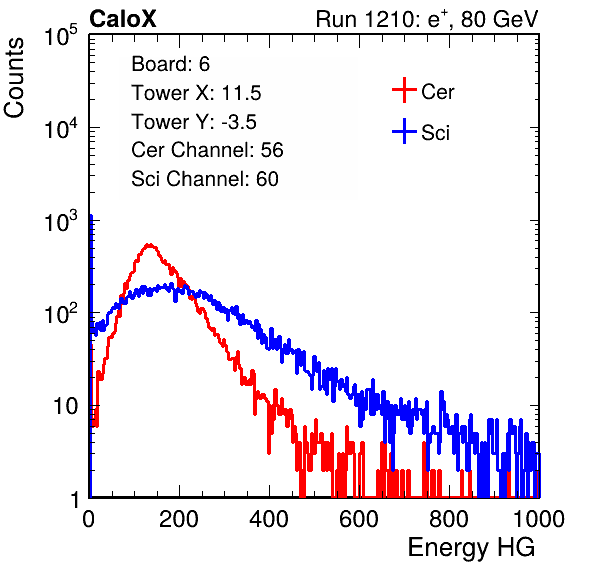 CaloX Run 1210: e⁺, 80 GeV
Board: 6
Tower X: 11.5
Tower Y: -3.5
Cer Channel: 56
Sci Channel: 60
Cer
Sci
Counts
10⁵
10⁴
10³
10²
10
1
0 200 400 600 800 1000
Energy HG